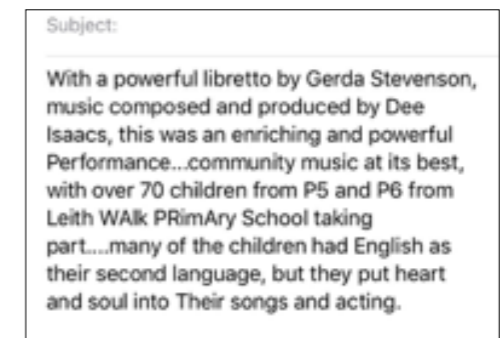 Subject:
With a powerful libretto by Gerda Stevenson,
music composed and produced by Dee
Isaacs, this was an enriching and powerful
Performance...community music at its best,
with over 70 children from P5 and P6 from
Leith WAlk PRimAry School taking
part....many of the children had English as
their second language, but they put heart
and soul into Their songs and acting.